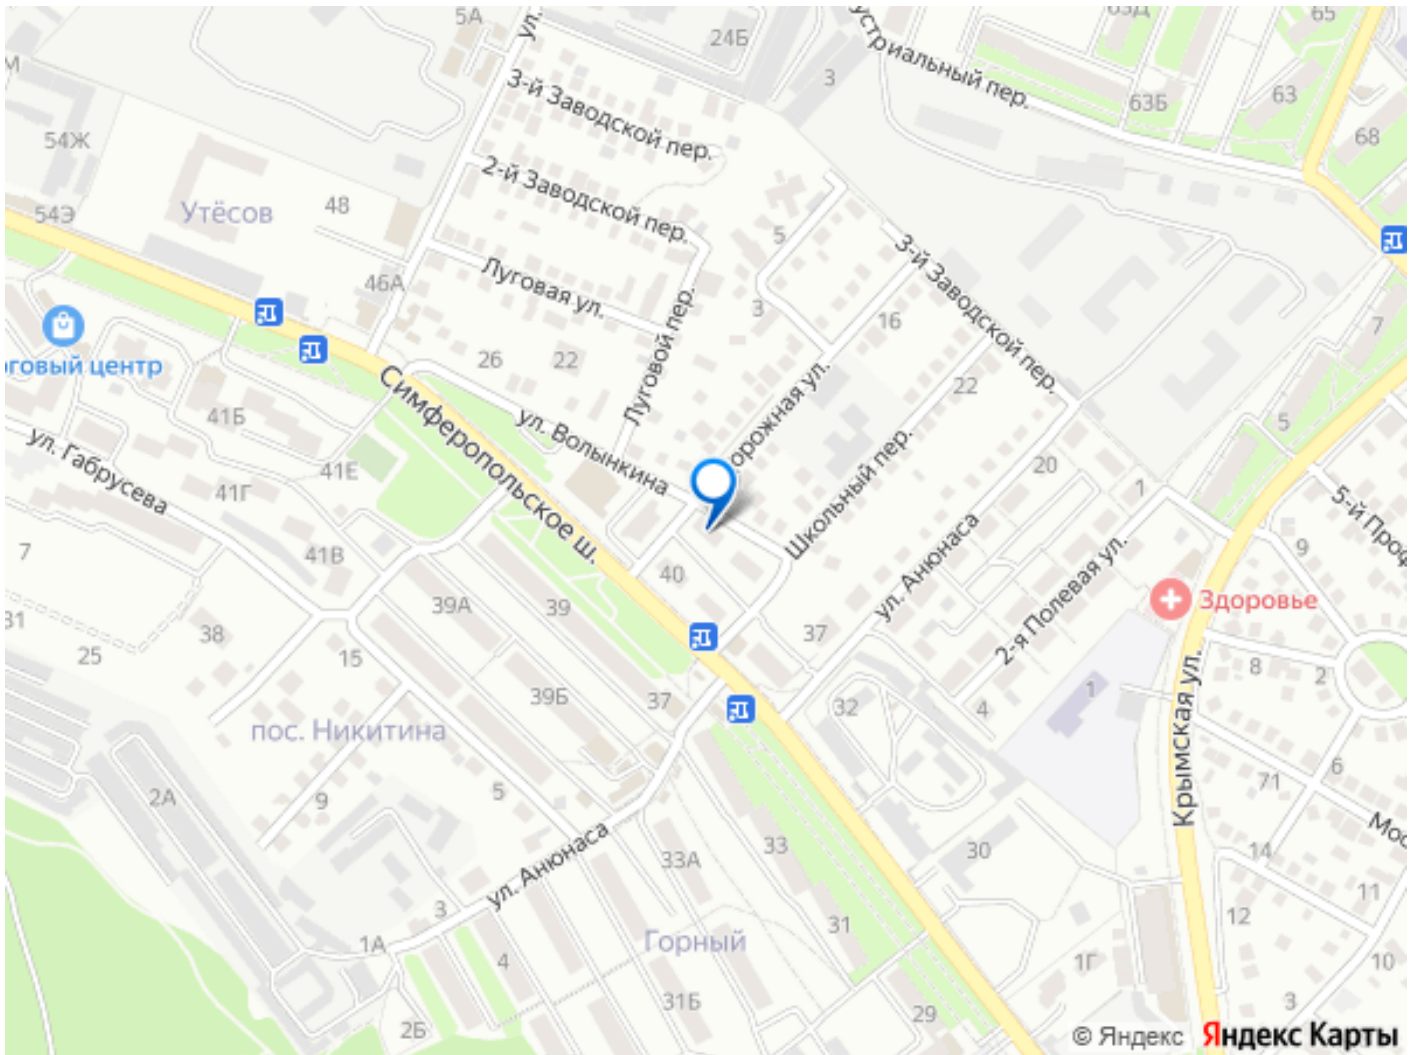 5А
ул.
24Б
устриальный пер.
63Д
65
3
63Б
63
68
М
54Ж
3-й Заводской пер.
2-й Заводской пер.
Утёсов
48
54Э
5
3-й Заводской пер.
46А
Луговая ул.
Луговой пер.
3
16
7
говый центр
26
22
22
Симферопольское ш.
ул. Волынкина
орожная ул.
Школьный пер.
41Б
5
ул. Габрусева
41Е
41Г
20
1
5-й Проф
41В
7
ул. Анюнаса
2-я Полевая ул.
9
40
39А
39
Здоровье
31
38
37
25
15
39Б
37
8
2
32
4
1
Крымская ул.
пос. Никитина
6
71
2А
9
5
Мос
33А
33
30
14
ул. Анюнаса
11
3
12
31
1А
Горный
4
1Г
10
31Б
29
3
2Б
© Яндекс Яндекс Карты